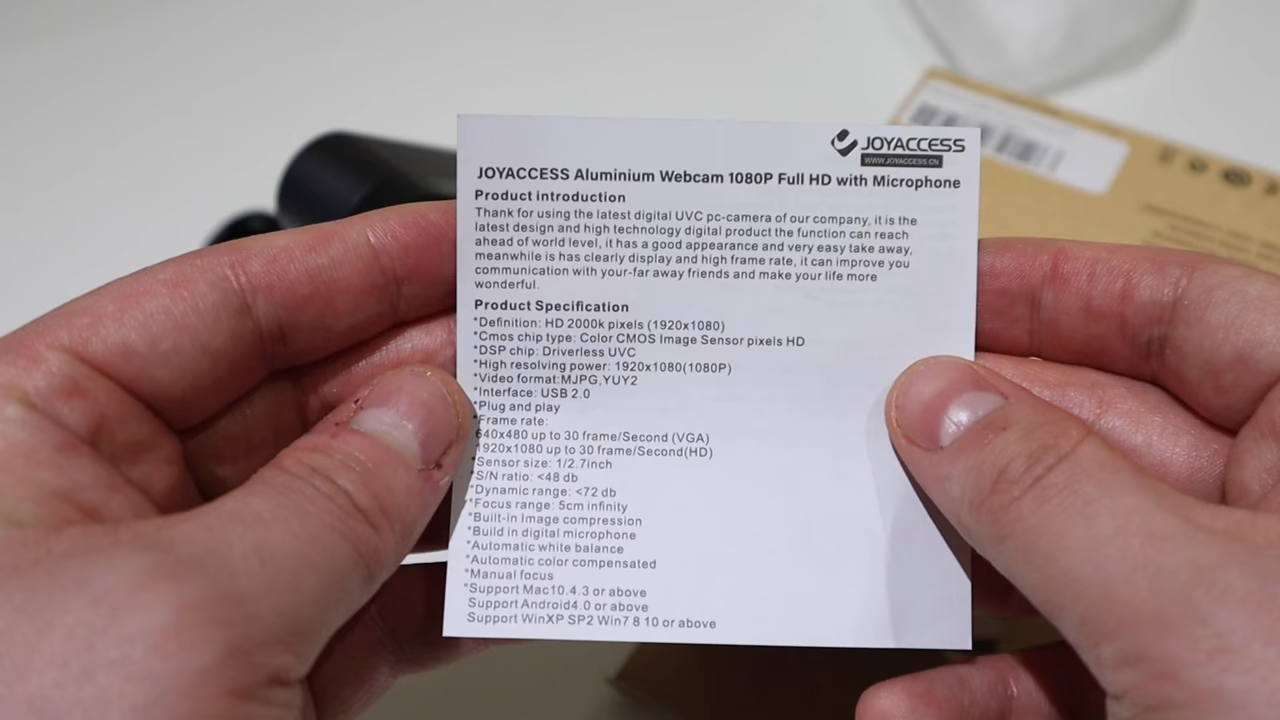 JOYACCESS
WWW.JOYACCESS.CN
JOYACCESS Aluminium Webcam 1080P Full HD with Microphone
Product introduction
Thank for using the latest digital UVC pc-camera of our company, it is the
latest design and high technology digital product the function can reach
ahead of world level, it has a good appearance and very easy take away,
meanwhile is has clearly display and high frame rate, it can improve you
communication with your-far away friends and make your life more
wonderful.
Product Specification
*Definition: HD 2000k pixels (1920x1080)
*Cmos chip type: Color CMOS Image Sensor pixels HD
*DSP chip: Driverless UVC
*High resolving power: 1920x1080(1080P)
*Video format:MJPG,YUY2
*Interface: USB 2.0
*Plug and play
*Frame rate:
640x480 up to 30 frame/Second (VGA)
1920x1080 up to 30 frame/Second(HD)
*Sensor size: 1/2.7inch
*S/N ratio: <48 db
*Dynamic range: <72 db
*Focus range: 5cm infinity
*Built-in Image compression
*Build in digital microphone
*Automatic white balance
*Automatic color compensated
*Manual focus
*Support Mac10.4.3 or above
Support Android4.0 or above
Support WinXP SP2 Win7 8 10 or above